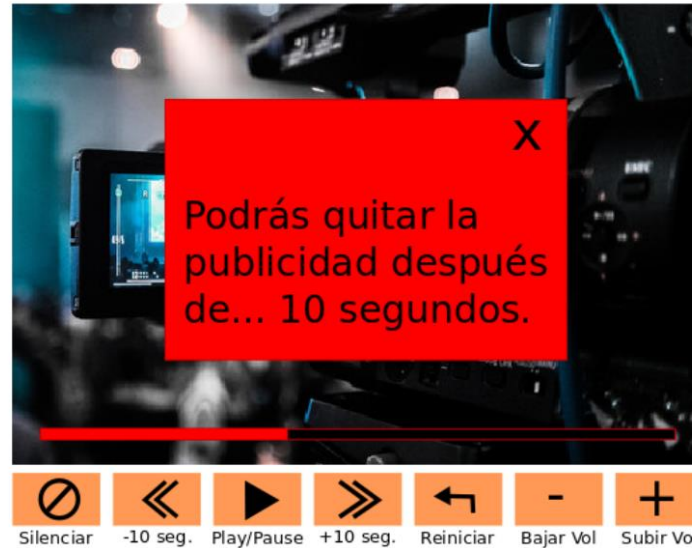 X
Podrás quitar la
publicidad después
de... 10 segundos.
Silenciar -10 seg. Play/Pause +10 seg. Reiniciar Bajar Vol Subir Vo